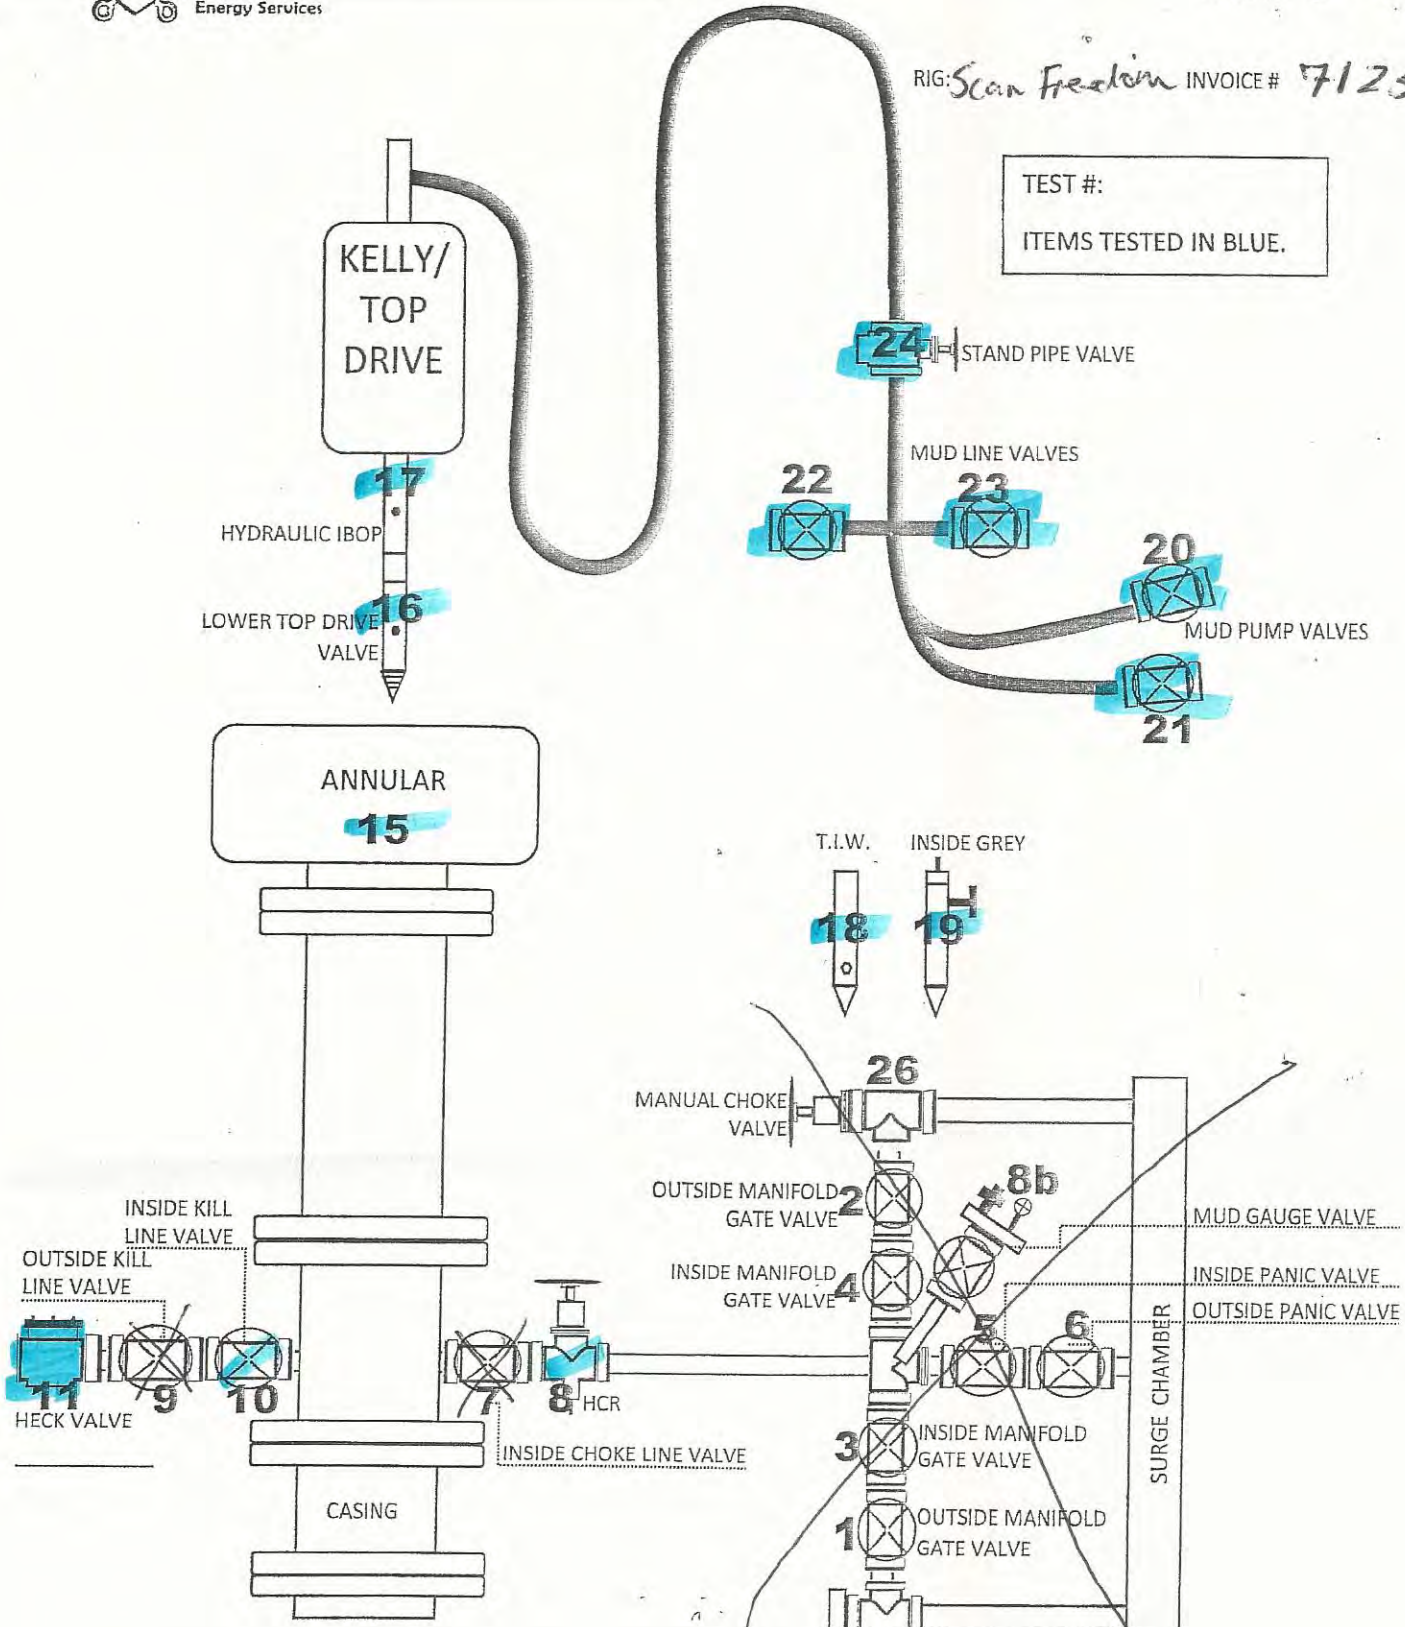 Energy Services
RIG: Scan Freedom INVOICE # 7125
TEST #:
ITEMS TESTED IN BLUE.
KELLY/
TOP
DRIVE
24
STAND PIPE VALVE
MUD LINE VALVES
22
23
17
HYDRAULIC IBOP
20
16
LOWER TOP DRIVE
VALVE
MUD PUMP VALVES
21
ANNULAR
15
T.I.W.
INSIDE GREY
18
19
26
MANUAL CHOKE
VALVE
OUTSIDE MANIFOLD
GATE VALVE
2
8b
MUD GAUGE VALVE
INSIDE KILL
LINE VALVE
OUTSIDE KILL
LINE VALVE
INSIDE MANIFOLD
GATE VALVE
4
INSIDE PANIC VALVE
OUTSIDE PANIC VALVE
5
6
11
9
10
7
8
HCR
HECK VALVE
INSIDE CHOKE LINE VALVE
3
INSIDE MANIFOLD
GATE VALVE
SURGE CHAMBER
CASING
1
OUTSIDE MANIFOLD
GATE VALVE